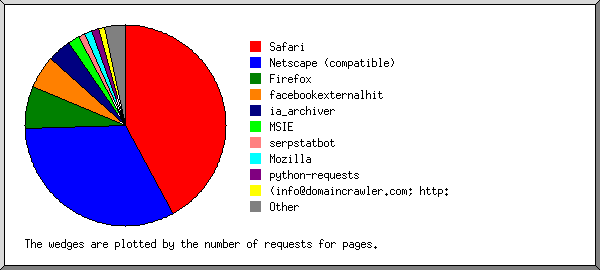 Safari
Netscape (compatible)
Firefox
facebookexternalhit
ia_archiver
MSIE
serpstatbot
Mozilla
python-requests
(info@domaincrawler.com; http:
Other
The wedges are plotted by the number of requests for pages.